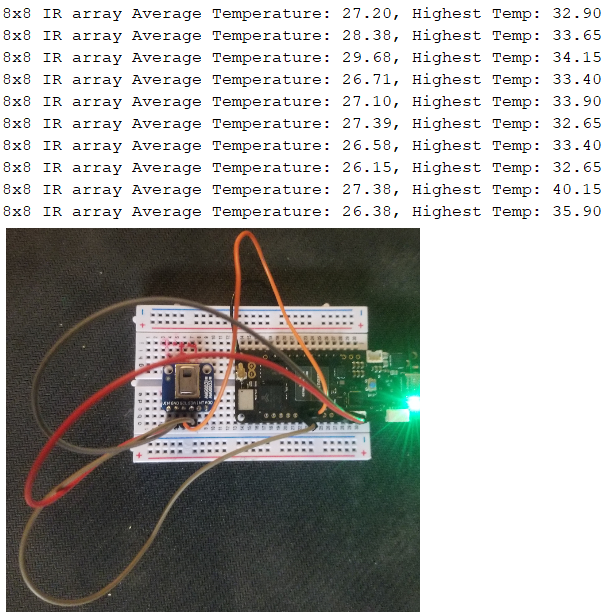 8x8 IR array Average Temperature: 27.20, Highest Temp: 32.90
8x8 IR array Average Temperature: 28.38, Highest Temp: 33.65
8x8 IR array Average Temperature: 29.68, Highest Temp: 34.15
8x8 IR array Average Temperature: 26.71, Highest Temp: 33.40
8x8 IR array Average Temperature: 27.10, Highest Temp: 33.90
8x8 IR array Average Temperature: 27.39, Highest Temp: 32.65
8x8 IR array Average Temperature: 26.58, Highest Temp: 33.40
8x8 IR array Average Temperature: 26.15, Highest Temp: 32.65
8x8 IR array Average Temperature: 27.38, Highest Temp: 40.15
8x8 IR array Average Temperature: 26.38, Highest Temp: 35.90